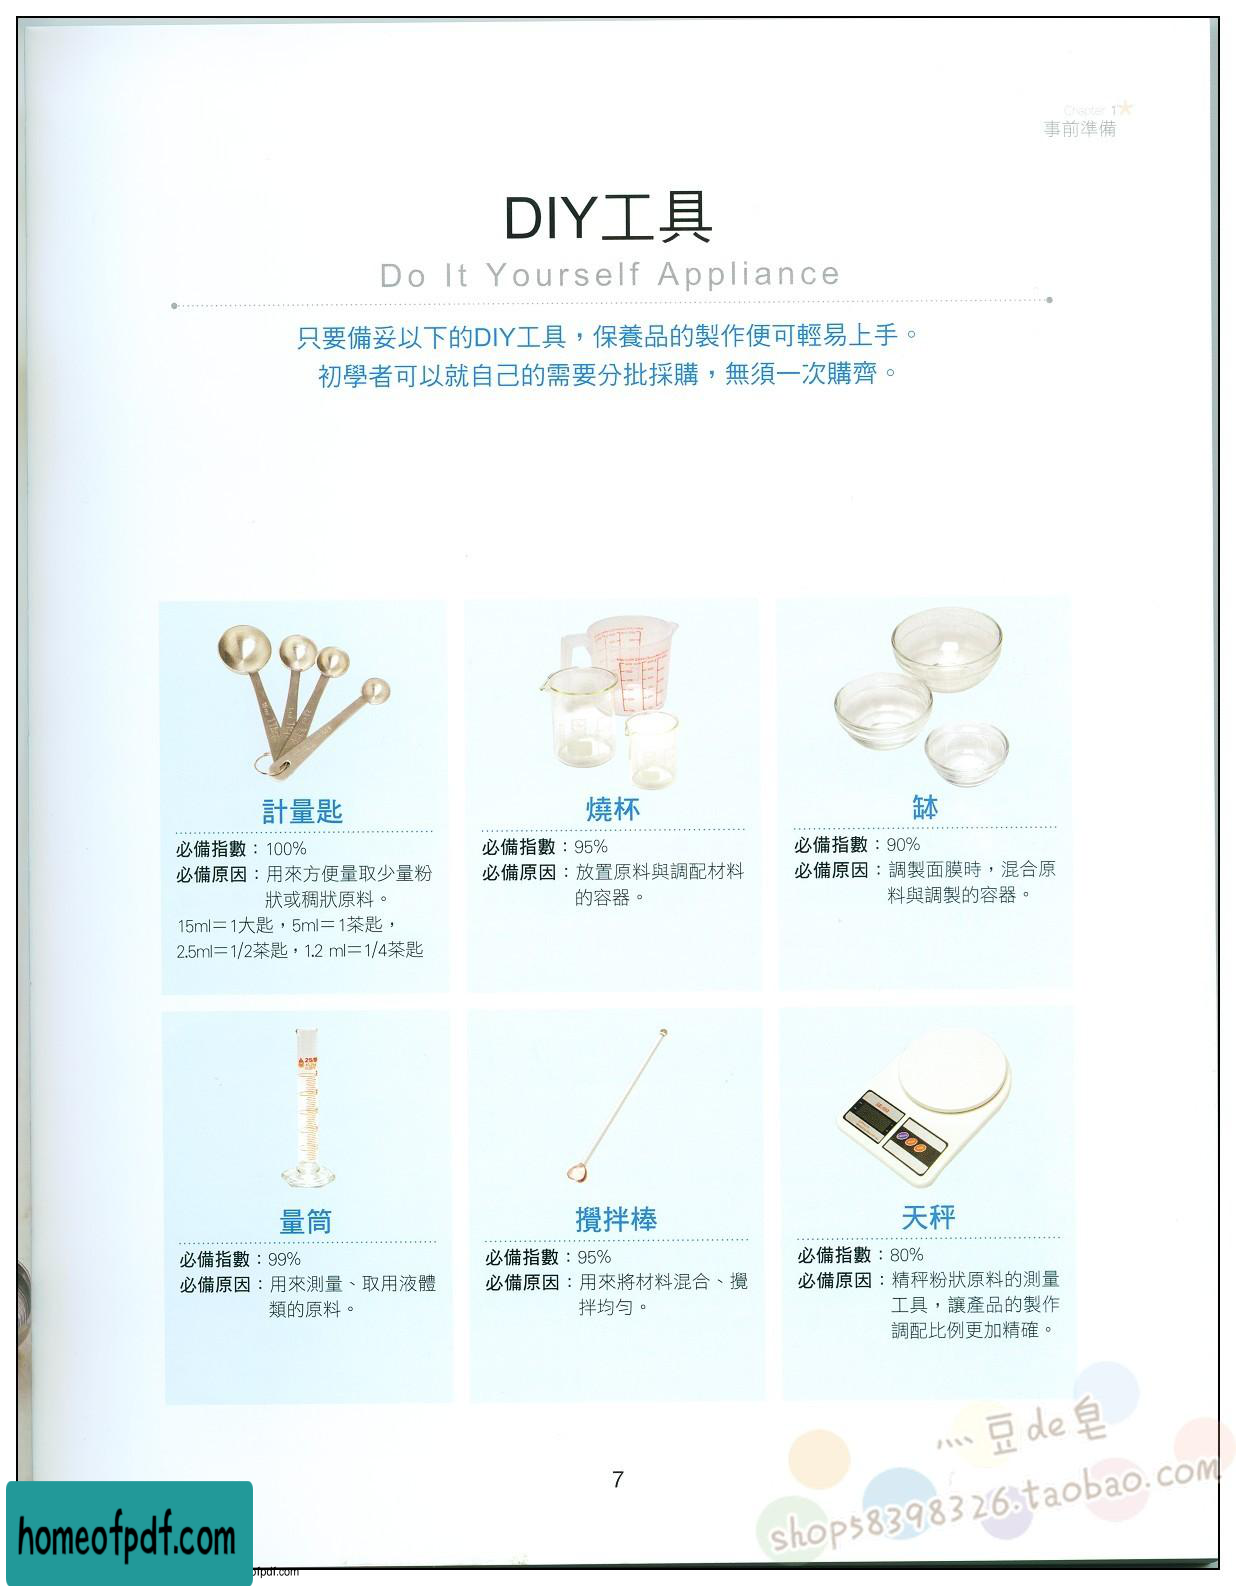 Chapter 1
事前準備
DIY工具
Do It Yourself Appliance
只要備妥以下的DIY工具，保養品的製作便可輕易上手。
初學者可以就自己的需要分批採購，無須一次購齊。
計量匙
必備指數：100%
必備原因：用來方便量取少量粉
狀或稠狀原料。
15ml＝1大匙，5ml＝1茶匙，
2.5ml＝1/2茶匙，1.2 ml＝1/4茶匙
燒杯
必備指數：95%
必備原因：放置原料與調配材料
的容器。
缽
必備指數：90%
必備原因：調製面膜時，混合原
料與調製的容器。
量筒
必備指數：99%
必備原因：用來測量、取用液體
類的原料。
攪拌棒
必備指數：95%
必備原因：用來將材料混合、攪
拌均勻。
天秤
必備指數：80%
必備原因：精秤粉狀原料的測量
工具，讓產品的製作
調配比例更加精確。
豆de皂
shop58398326.taobao.com
7
homeofpdf.com
ofpdf.com